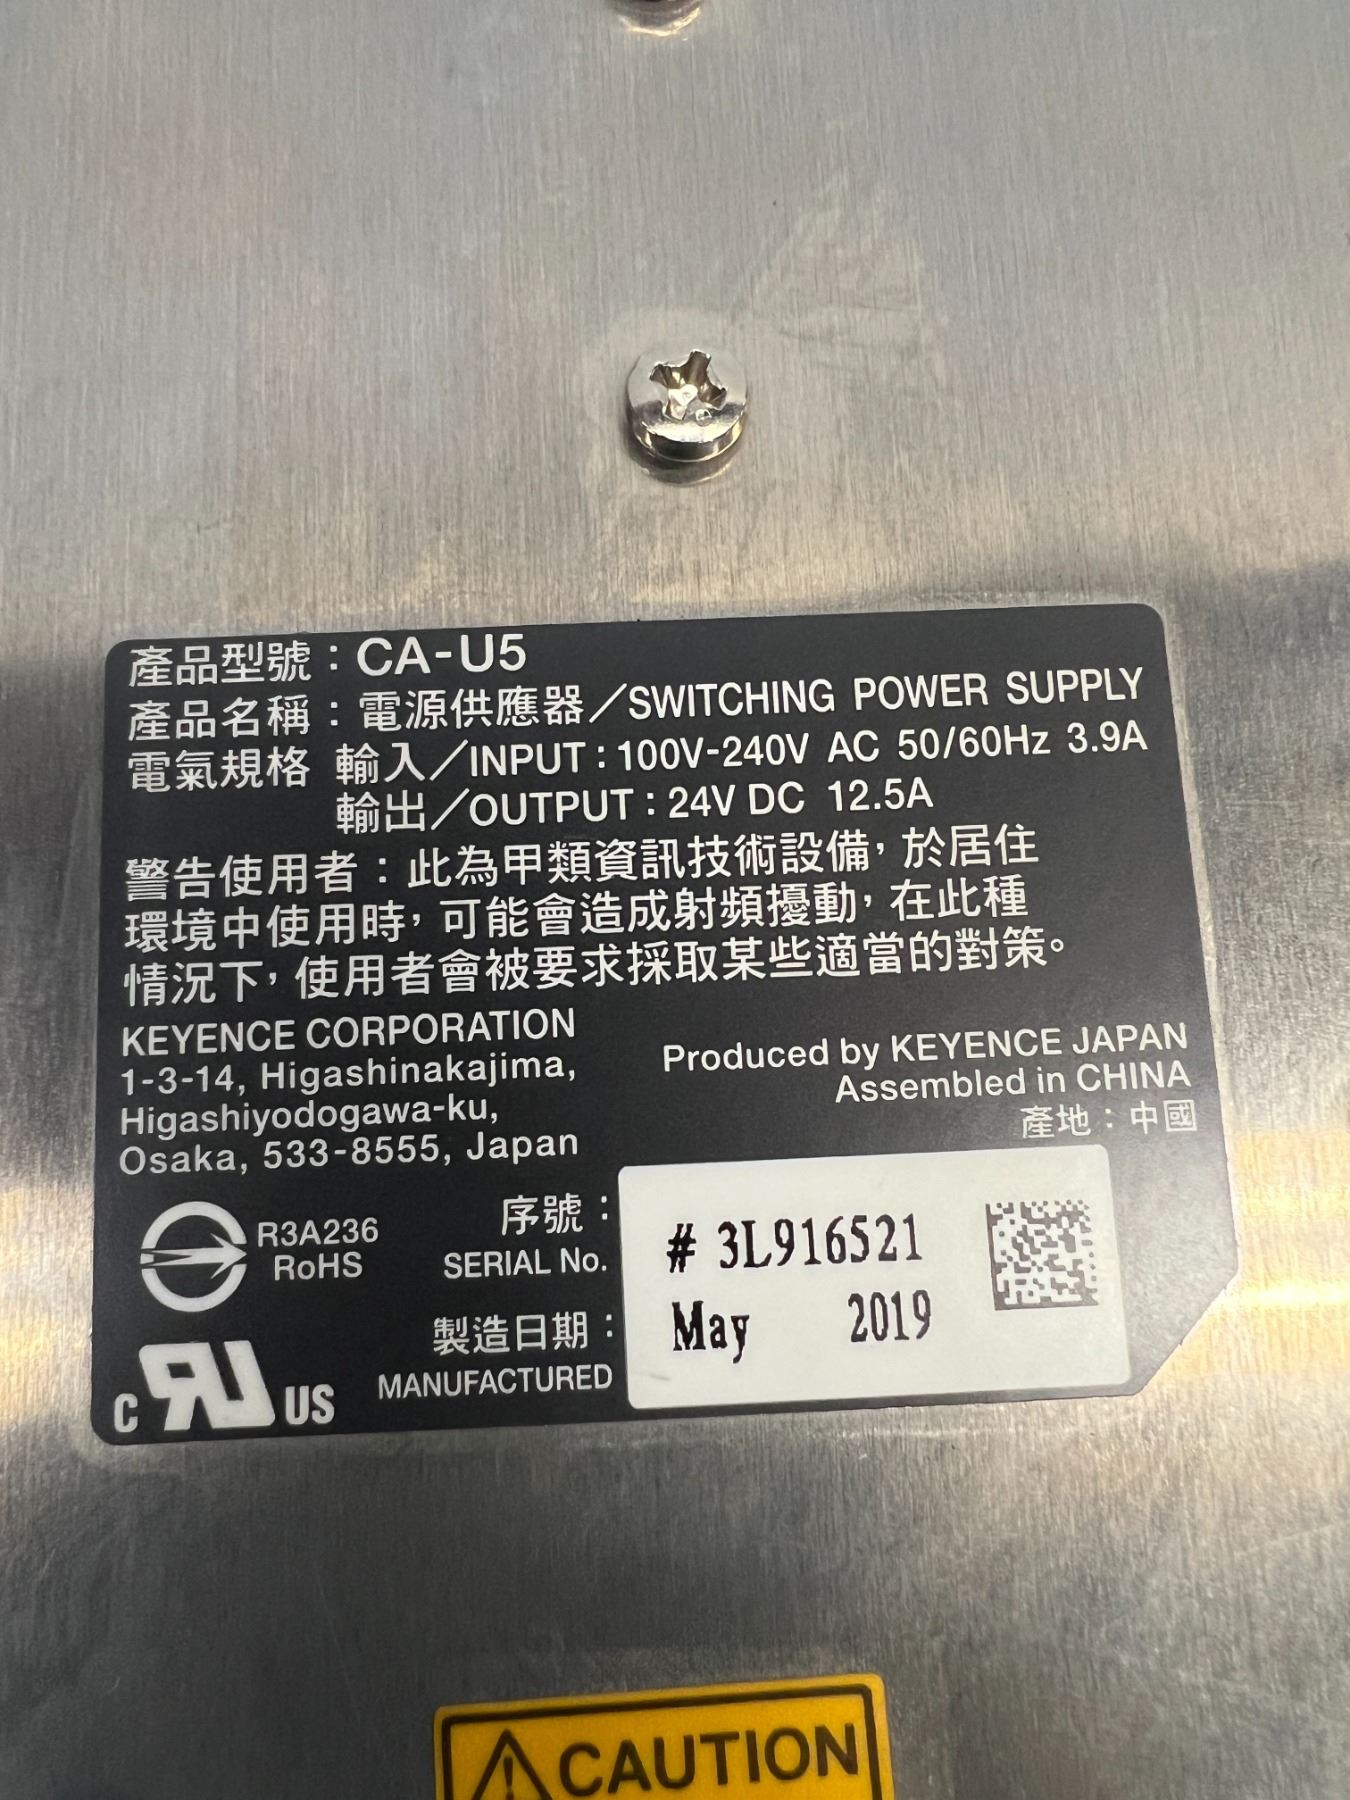 產品型號：CA-U5
產品名稱：電源供應器／SWITCHING POWER SUPPLY
電氣規格 輸入／INPUT：100V-240V AC 50/60Hz 3.9A
輸出／OUTPUT：24V DC 12.5A
警告使用者：此為甲類資訊技術設備，於居住
環境中使用時，可能會造成射頻擾動，在此種
情況下，使用者會被要求採取某些適當的對策。
KEYENCE CORPORATION
1-3-14, Higashinakajima,
Higashiyodogawa-ku,
Osaka, 533-8555, Japan
Produced by KEYENCE JAPAN
Assembled in CHINA
產地：中國
R3A236
RoHS
序號：
SERIAL No.
# 3L916521
製造日期：
MANUFACTURED
May 2019
C RU US
CAUTION